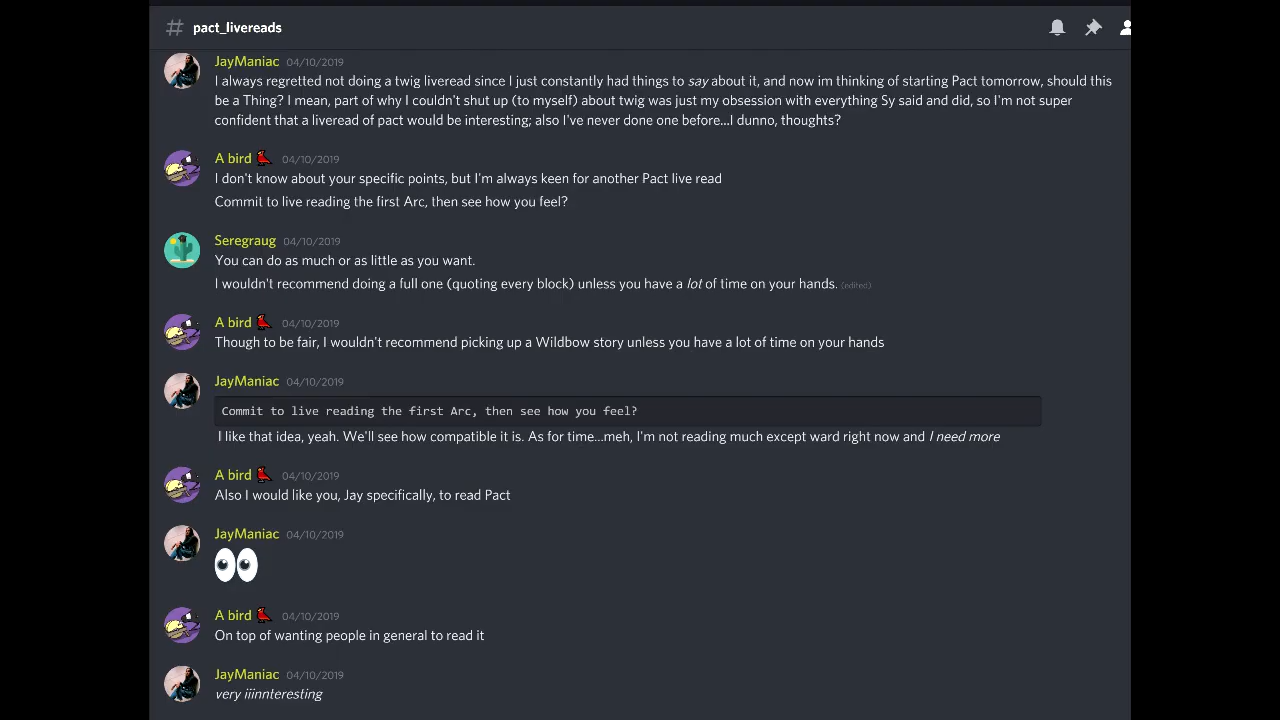 # pact_livereads
JayManiac 04/10/2019
I always regretted not doing a twig liveread since I just constantly had things to say about it, and now im thinking of starting Pact tomorrow, should this
be a Thing? I mean, part of why I couldn't shut up (to myself) about twig was just my obsession with everything Sy said and did, so I'm not super
confident that a liveread of pact would be interesting; also I've never done one before...I dunno, thoughts?
A bird 04/10/2019
I don't know about your specific points, but I'm always keen for another Pact live read
Commit to live reading the first Arc, then see how you feel?
Seregraug 04/10/2019
You can do as much or as little as you want.
I wouldn't recommend doing a full one (quoting every block) unless you have a lot of time on your hands. (edited)
A bird 04/10/2019
Though to be fair, I wouldn't recommend picking up a Wildbow story unless you have a lot of time on your hands
JayManiac 04/10/2019
Commit to live reading the first Arc, then see how you feel?
I like that idea, yeah. We'll see how compatible it is. As for time...meh, I'm not reading much except ward right now and I need more
A bird 04/10/2019
Also I would like you, Jay specifically, to read Pact
JayManiac 04/10/2019
A bird 04/10/2019
On top of wanting people in general to read it
JayManiac 04/10/2019
very iiinnteresting